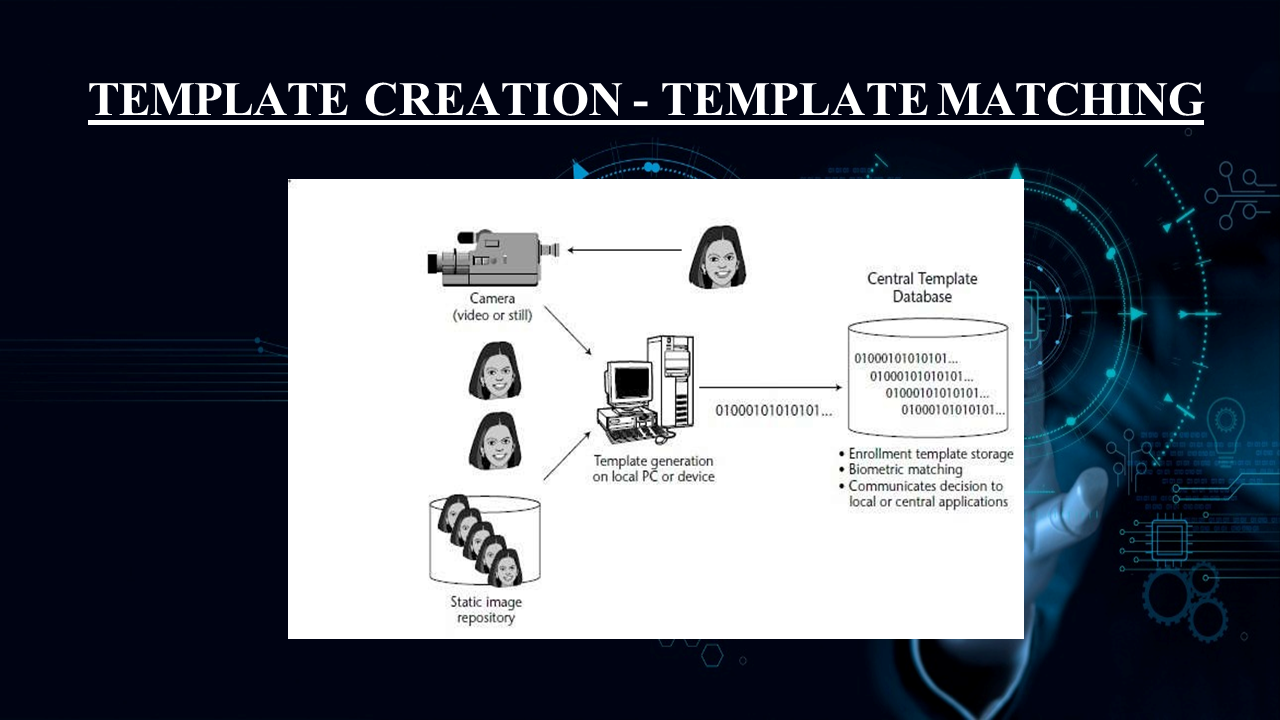 TEMPLATE CREATION - TEMPLATE MATCHING
Camera
(video or still)
Central Template
Database
01000101010101...
01000101010101...
01000101010101...
01000101010101...
01000101010101...
Template generation
on local PC or device
• Enrollment template storage
• Biometric matching
• Communicates decision to
local or central applications
Static image
repository